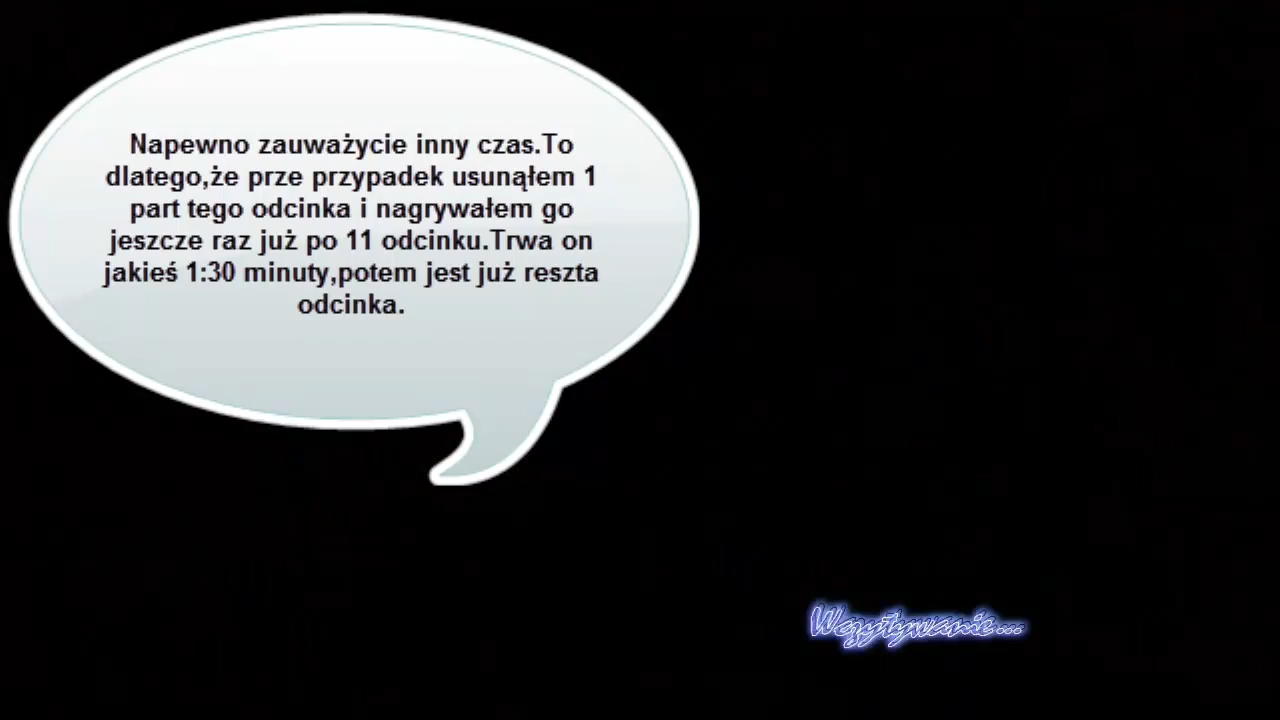 Napewno zauważycie inny czas.To
dlatego,że prze przypadek usunąłem 1
part tego odcinka i nagrywałem go
jeszcze raz już po 11 odcinku.Trwa on
jakieś 1:30 minuty,potem jest już reszta
odcinka.
Wczytywanie...